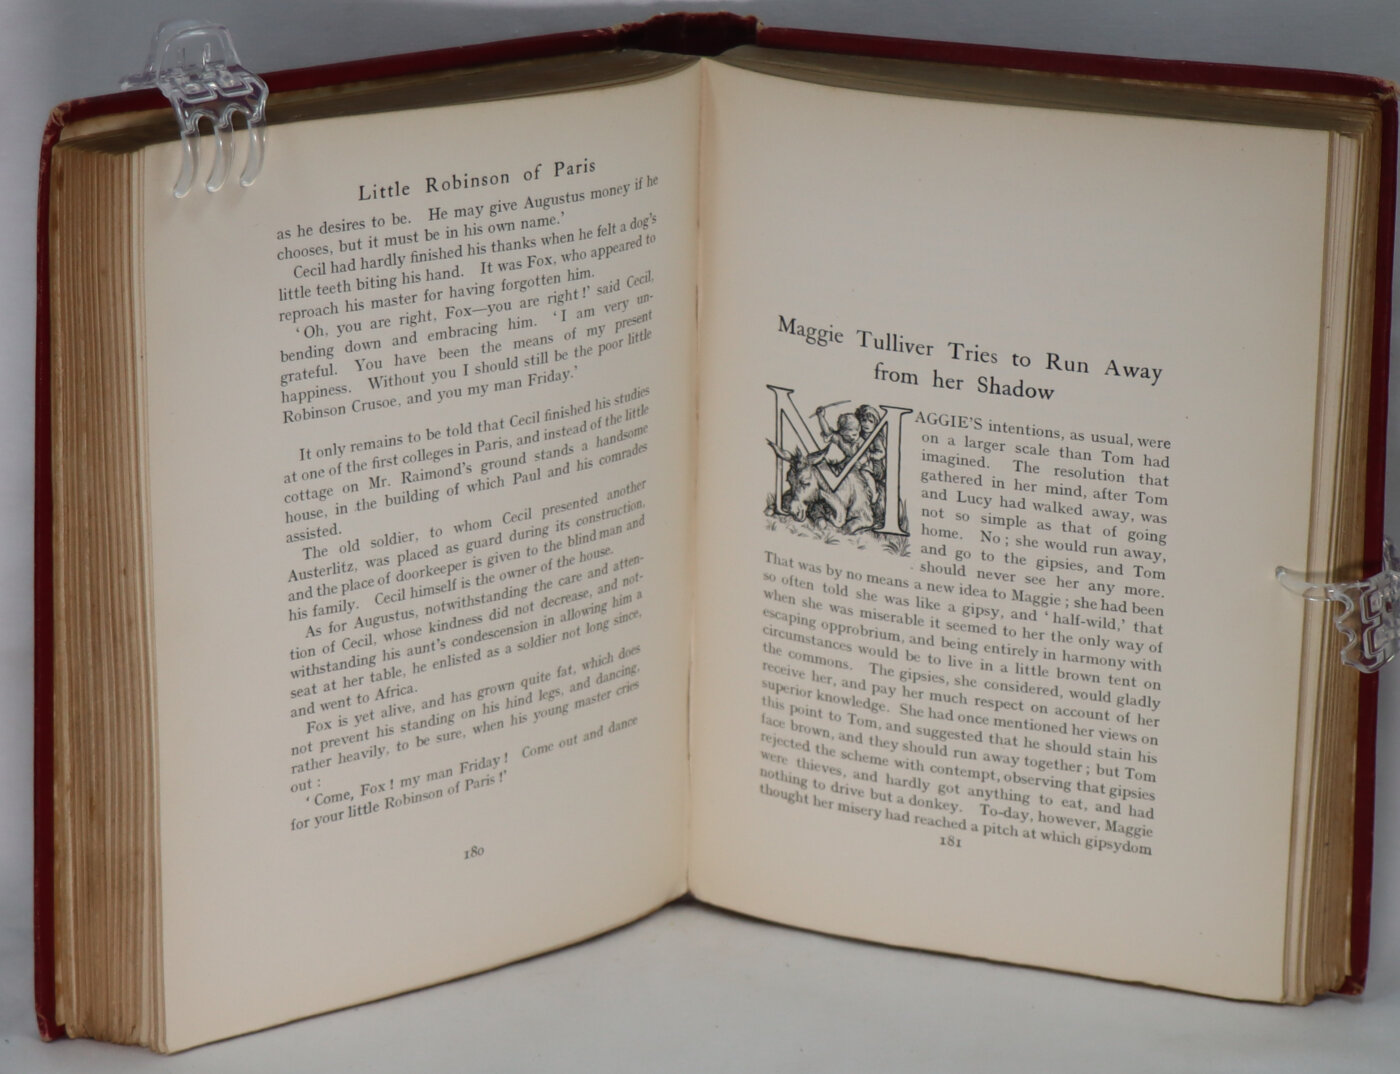 Little Robinson of Paris
as he desires to be. He may give Augustus money if he
chooses, but it must be in his own name.’
Cecil had hardly finished his thanks when he felt a dog’s
little teeth biting his hand. It was Fox, who appeared to
reproach his master for having forgotten him.
‘Oh, you are right, Fox—you are right!’ said Cecil,
bending down and embracing him. ‘I am very un-
grateful. You have been the means of my present
happiness. Without you I should still be the poor little
Robinson Crusoe, and you my man Friday.’
It only remains to be told that Cecil finished his studies
at one of the first colleges in Paris, and instead of the little
cottage on Mr. Raimond’s ground stands a handsome
house, in the building of which Paul and his comrades
assisted.
The old soldier, to whom Cecil presented another
Austerlitz, was placed as guard during its construction,
and the place of doorkeeper is given to the blind man and
his family. Cecil himself is the owner of the house.
As for Augustus, notwithstanding the care and atten-
tion of Cecil, whose kindness did not decrease, and not-
withstanding his aunt’s condescension in allowing him a
seat at her table, he enlisted as a soldier not long since,
and went to Africa.
Fox is yet alive, and has grown quite fat, which does
not prevent his standing on his hind legs, and dancing,
rather heavily, to be sure, when his young master cries
out :
‘Come, Fox! my man Friday! Come out and dance
for your little Robinson of Paris!’
180
Maggie Tulliver Tries to Run Away
from her Shadow
MAGGIE’S intentions, as usual, were
on a larger scale than Tom had
imagined. The resolution that
gathered in her mind, after Tom
and Lucy had walked away, was
not so simple as that of going
home. No; she would run away,
and go to the gipsies, and Tom
should never see her any more.
That was by no means a new idea to Maggie; she had been
so often told she was like a gipsy, and ‘half-wild,’ that
when she was miserable it seemed to her the only way of
escaping opprobrium, and being entirely in harmony with
circumstances would be to live in a little brown tent on
the commons. The gipsies, she considered, would gladly
receive her, and pay her much respect on account of her
superior knowledge. She had once mentioned her views on
this point to Tom, and suggested that he should stain his
face brown, and they should run away together; but Tom
rejected the scheme with contempt, observing that gipsies
were thieves, and hardly got anything to eat, and had
nothing to drive but a donkey. To-day, however, Maggie
thought her misery had reached a pitch at which gipsydom
181